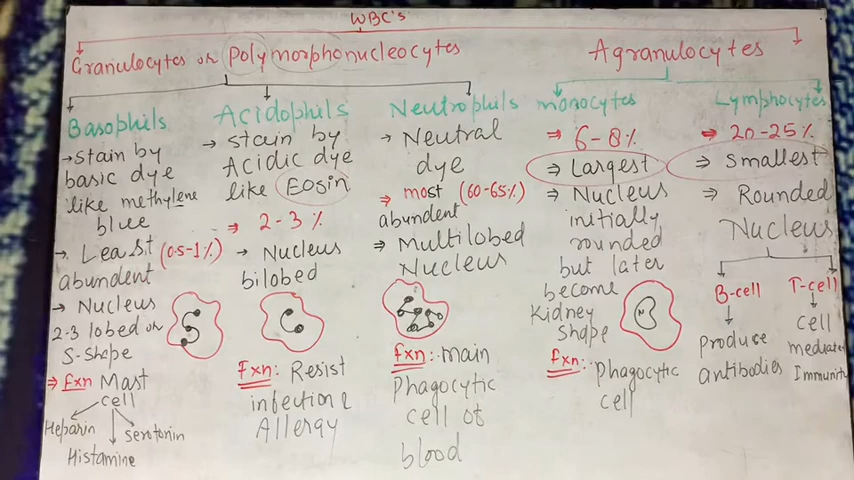 WBC's
Granulocytes or Polymorphonucleocytes
Agranulocytes
Basophils
→ stain by
basic dye
like methylene
blue
→ Least (0.5-1%)
abundent
→ Nucleus
2-3 lobed or
S-shape
⇒ fxn Mast
cell
Heparin
Histamine
Serotonin
Acidophils
→ stain by
Acidic dye
like Eosin
⇒ 2-3 %
→ Nucleus
bilobed
fxn: Resist
infection &
Allergy
Neutrophils
→ Neutral
dye
⇒ most (60-65%)
abundent
⇒ Multilobed
Nucleus
fxn: main
Phagocytic
cell of
blood
monocytes
⇒ 6-8%
⇒ Largest
⇒ Nucleus
initially
rounded
but later
become
Kidney
Shape
fxn: Phagocytic
cell
Lymphocytes
⇒ 20-25%
⇒ Smallest
⇒ Rounded
Nucleus
B-cell
produce
antibodies
T-cell
cell
mediated
Immunity